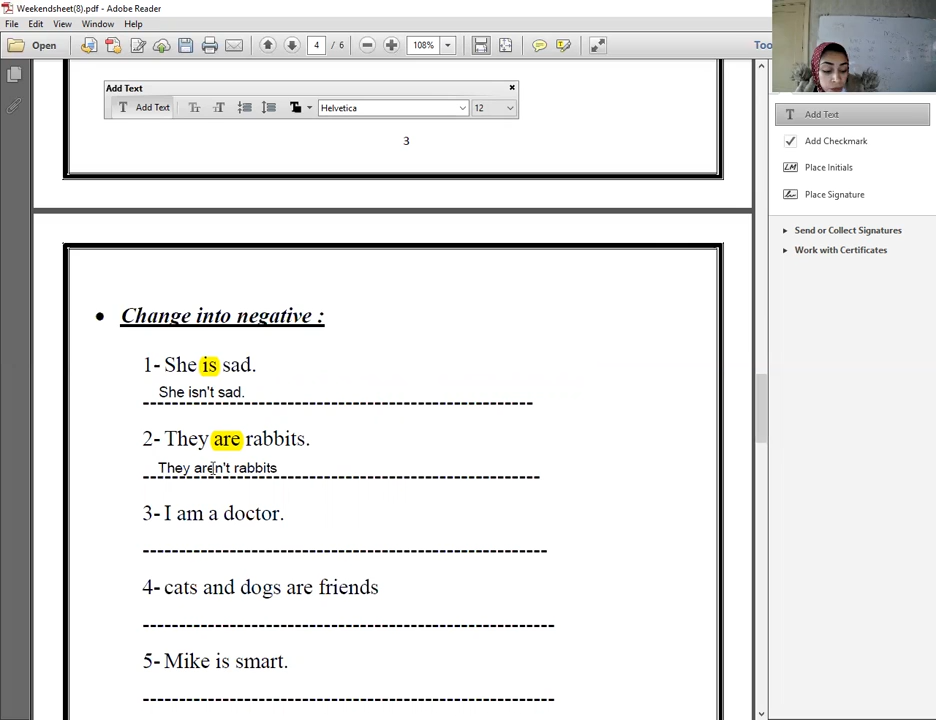 Weekendsheet(8).pdf - Adobe Reader
File Edit View Window Help
Open 4 / 6 108% Too
Add Text
Add Text Helvetica 12
3
Add Text
Add Checkmark
Place Initials
Place Signature
Send or Collect Signatures
Work with Certificates
Change into negative :
1- She is sad.
She isn't sad.
2- They are rabbits.
They aren't rabbits
3- I am a doctor.
4- cats and dogs are friends
5- Mike is smart.